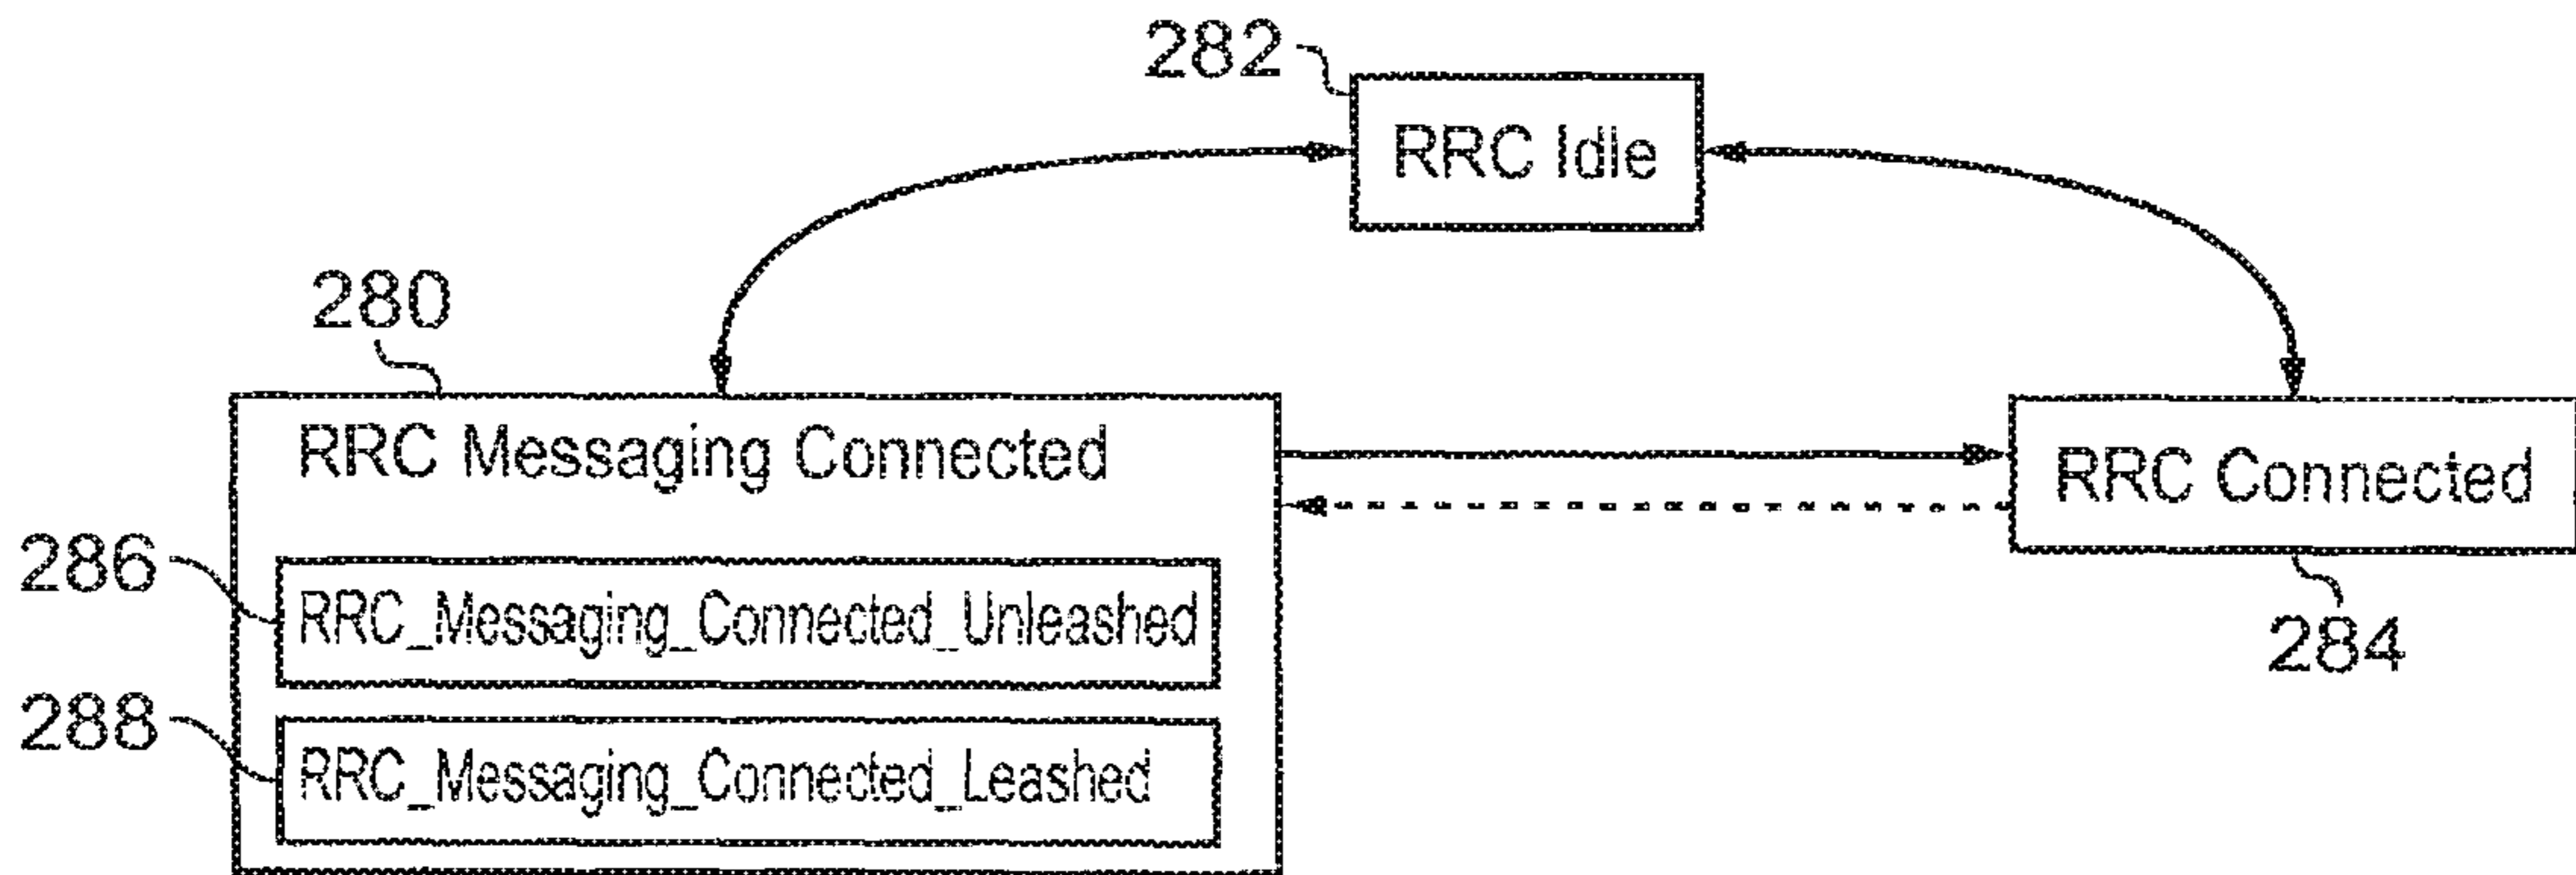 282
RRC Idle
280
RRC Messaging Connected
RRC Connected
286
RRC_Messaging_Connected_Unleashed
284
288
RRC_Messaging_Connected_Leashed